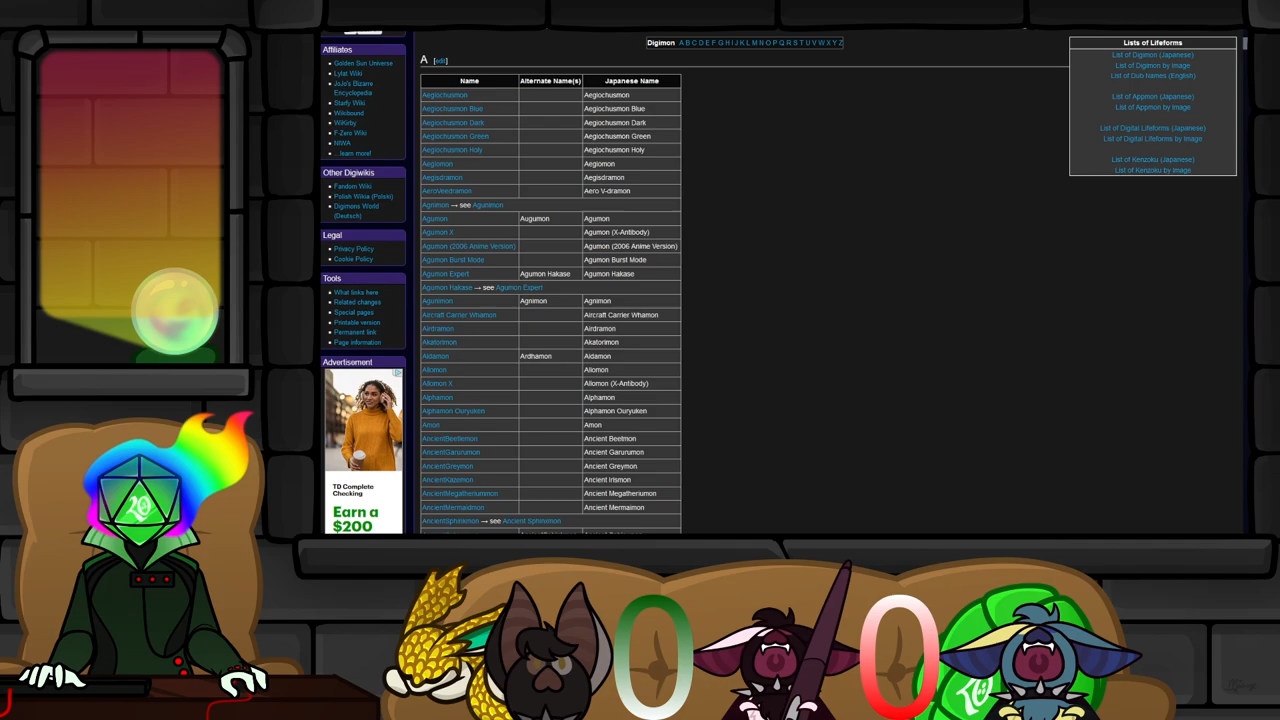 Digimon A B C D E F G H I J K L M N O P Q R S T U V W X Y Z
Affiliates
Golden Sun Universe
Lylat Wiki
JoJo's Bizarre
Encyclopedia
Starfy Wiki
Wikibound
WiKirby
F-Zero Wiki
NIWA
...learn more!
Other Digiwikis
Fandom Wiki
Polish Wikia (Polski)
Digimons World
(Deutsch)
Legal
Privacy Policy
Cookie Policy
Tools
What links here
Related changes
Special pages
Printable version
Permanent link
Page information
Advertisement
TD Complete
Checking
Earn a
$200
A [edit]
Name Alternate Name(s) Japanese Name
Aegiochusmon Aegiochusmon
Aegiochusmon Blue Aegiochusmon Blue
Aegiochusmon Dark Aegiochusmon Dark
Aegiochusmon Green Aegiochusmon Green
Aegiochusmon Holy Aegiochusmon Holy
Aegiomon Aegiomon
Aegisdramon Aegisdramon
AeroVeedramon Aero V-dramon
Agnimon → see Agunimon
Agumon Augumon Agumon
Agumon X Agumon (X-Antibody)
Agumon (2006 Anime Version) Agumon (2006 Anime Version)
Agumon Burst Mode Agumon Burst Mode
Agumon Expert Agumon Hakase Agumon Hakase
Agumon Hakase → see Agumon Expert
Agunimon Agnimon Agnimon
Aircraft Carrier Whamon Aircraft Carrier Whamon
Airdramon Airdramon
Akatorimon Akatorimon
Aldamon Ardhamon Aldamon
Allomon Allomon
Allomon X Allomon (X-Antibody)
Alphamon Alphamon
Alphamon Ouryuken Alphamon Ouryuken
Amon Amon
AncientBeetlemon Ancient Beetmon
AncientGarurumon Ancient Garurumon
AncientGreymon Ancient Greymon
AncientKazemon Ancient Irismon
AncientMegatheriummon Ancient Megatheriumon
AncientMermaidmon Ancient Mermaimon
AncientSphinxmon → see Ancient Sphinxmon
Lists of Lifeforms
List of Digimon (Japanese)
List of Digimon by Image
List of Dub Names (English)
List of Appmon (Japanese)
List of Appmon by Image
List of Digital Lifeforms (Japanese)
List of Digital Lifeforms by Image
List of Kenzoku (Japanese)
List of Kenzoku by Image
20
0
0
20